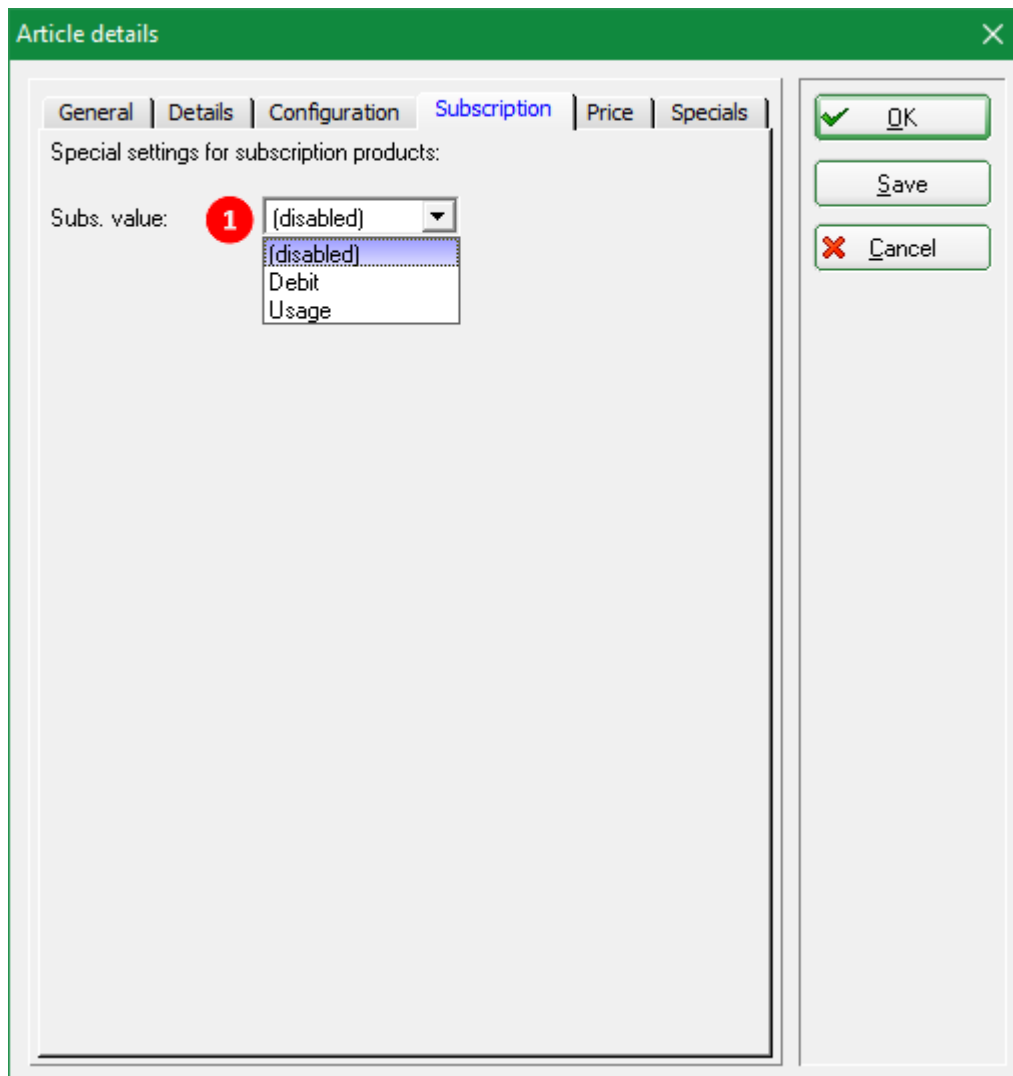 Article details
General Details Configuration Subscription Price Specials
Special settings for subscription products:
Subs. value: 1 (disabled)
(disabled)
Debit
Usage
OK
Save
Cancel